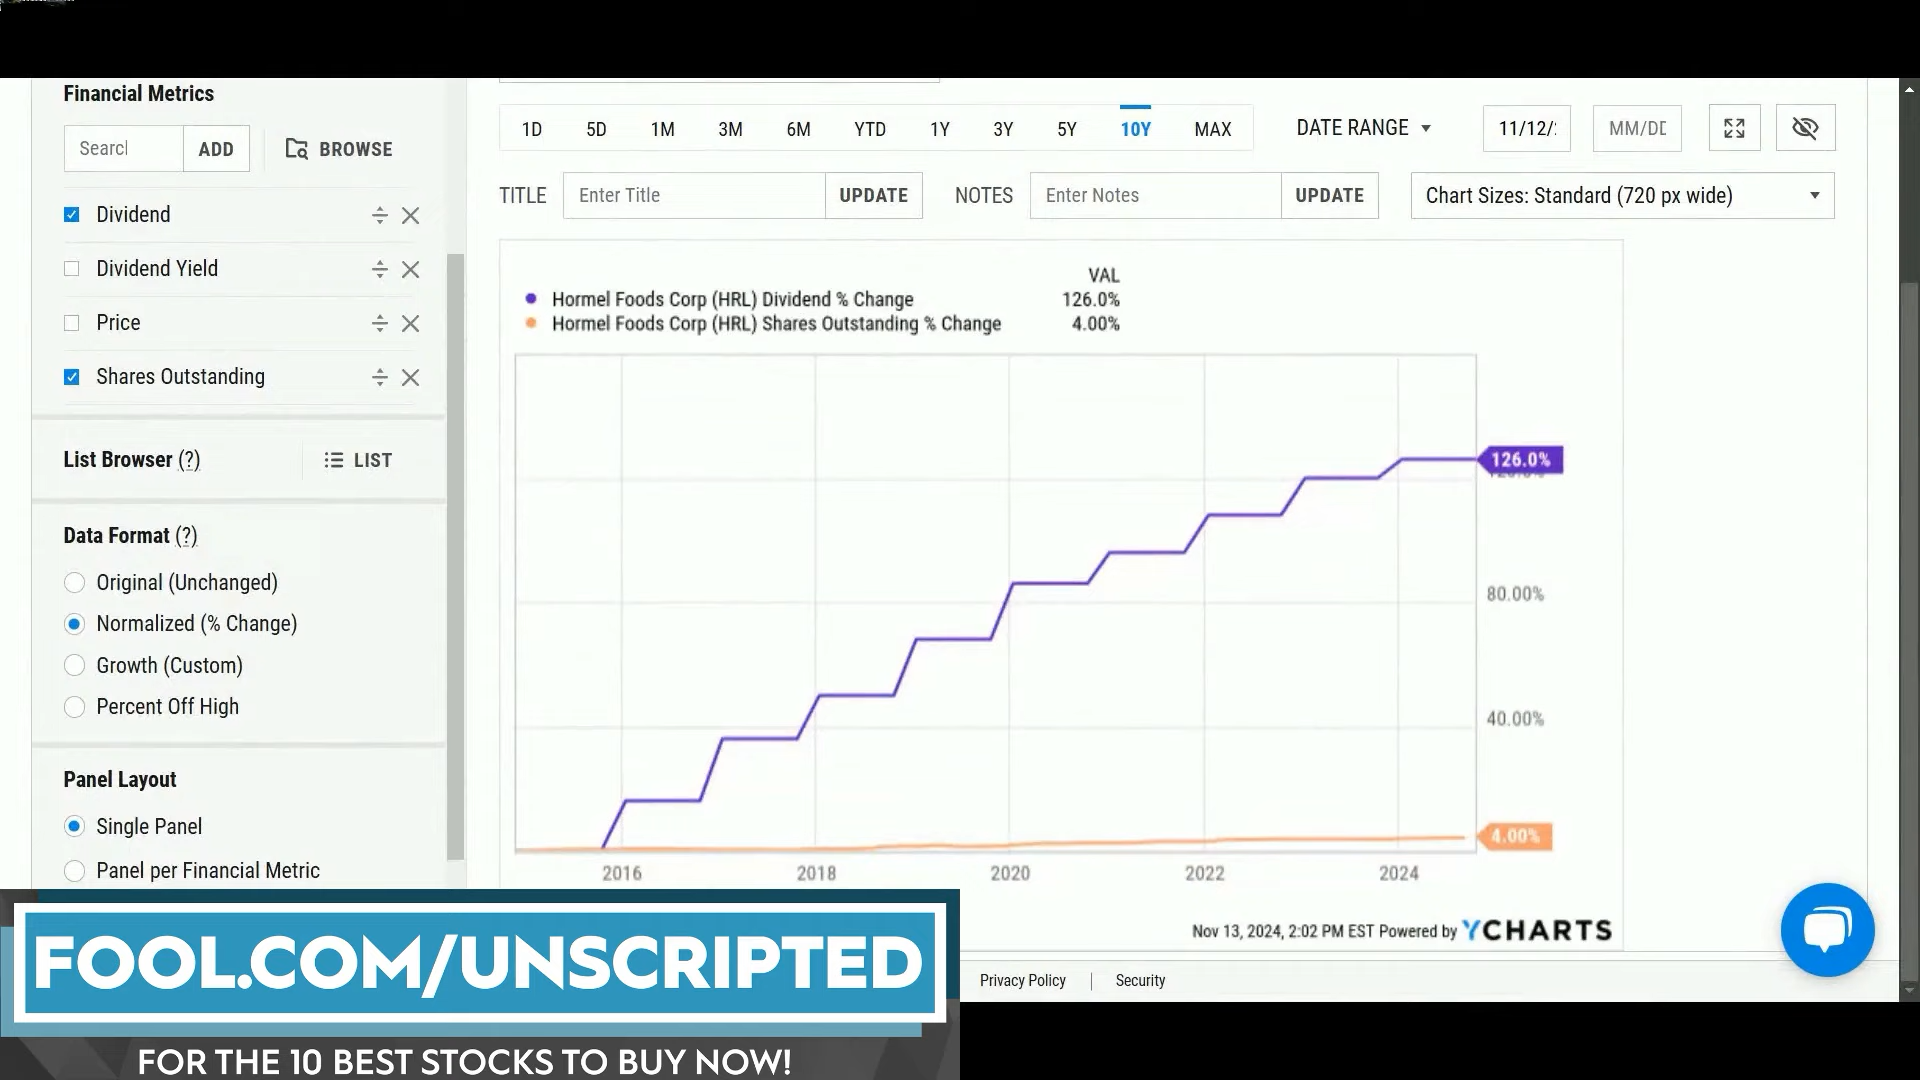 Financial Metrics
Searcl
ADD
BROWSE
Dividend
Dividend Yield
Price
Shares Outstanding
List Browser (?)
LIST
Data Format (?)
Original (Unchanged)
Normalized (% Change)
Growth (Custom)
Percent Off High
Panel Layout
Single Panel
Panel per Financial Metric
1D 5D 1M 3M 6M YTD 1Y 3Y 5Y 10Y MAX
DATE RANGE
11/12/
MM/DD
TITLE Enter Title UPDATE NOTES Enter Notes UPDATE
Chart Sizes: Standard (720 px wide)
VAL
Hormel Foods Corp (HRL) Dividend % Change 126.0%
Hormel Foods Corp (HRL) Shares Outstanding % Change 4.00%
126.0%
80.00%
40.00%
4.00%
2016 2018 2020 2022 2024
Nov 13, 2024, 2:02 PM EST Powered by YCHARTS
Privacy Policy | Security
FOOL.COM/UNSCRIPTED
FOR THE 10 BEST STOCKS TO BUY NOW!